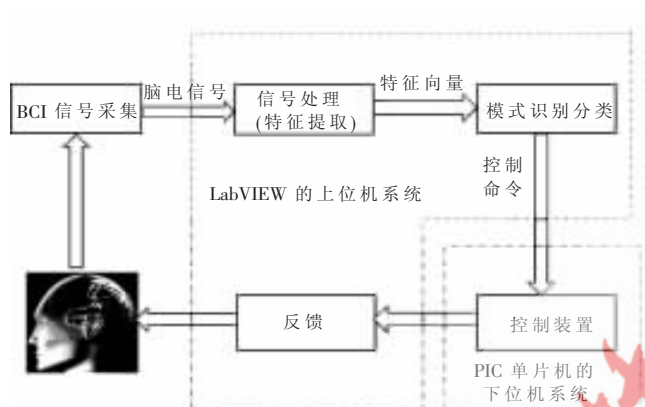 脑电信号
特征向量
BCI 信号采集
信号处理
(特征提取)
模式识别分类
控制
命令
LabVIEW 的上位机系统
反馈
控制装置
PIC 单片机的
下位机系统